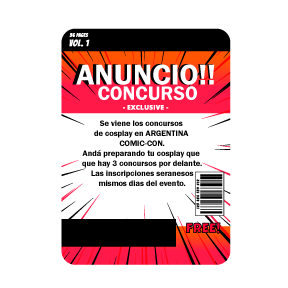 36 PAGES
VOL. 1
ANUNCIO!!
CONCURSO
- EXCLUSIVE -
Se viene los concursos
de cosplay en ARGENTINA
COMIC-CON.
Andá preparando tu cosplay que
que hay 3 concursos por delante.
Las inscripciones seranesos
mismos dias del evento.
FREE!